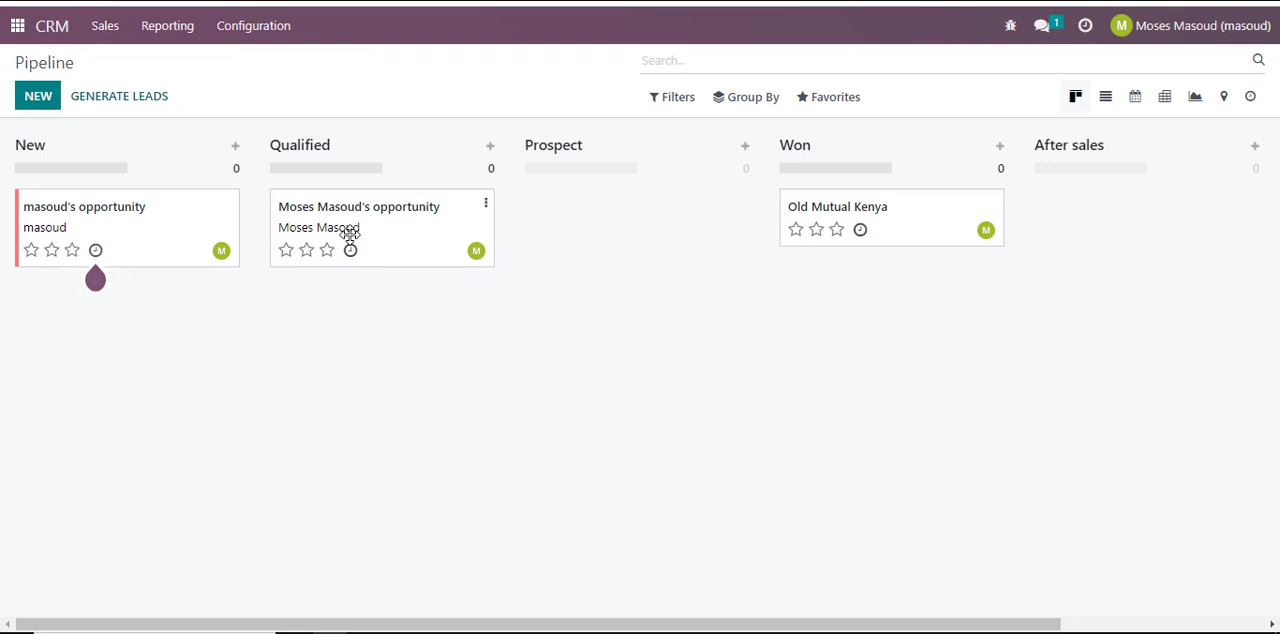 CRM Sales Reporting Configuration 1 M Moses Masoud (masoud)
Pipeline Search...
NEW GENERATE LEADS Filters Group By Favorites
New Qualified Prospect Won After sales
0 0 0 0 0
masoud's opportunity Moses Masoud's opportunity Old Mutual Kenya
masoud Moses Masoud
M M M